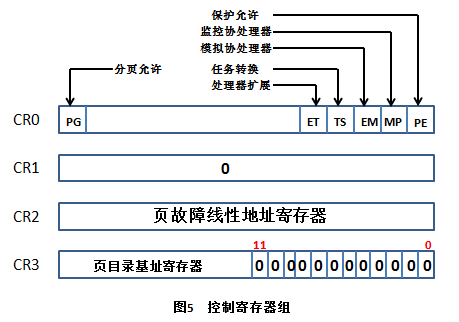 保护允许
监控协处理器
模拟协处理器
分页允许 任务转换
处理器扩展
CR0 PG ET TS EM MP PE
CR1 0
CR2 页故障线性地址寄存器
11 0
CR3 页目录基址寄存器 0 0 0 0 0 0 0 0 0 0 0 0 0
图5 控制寄存器组